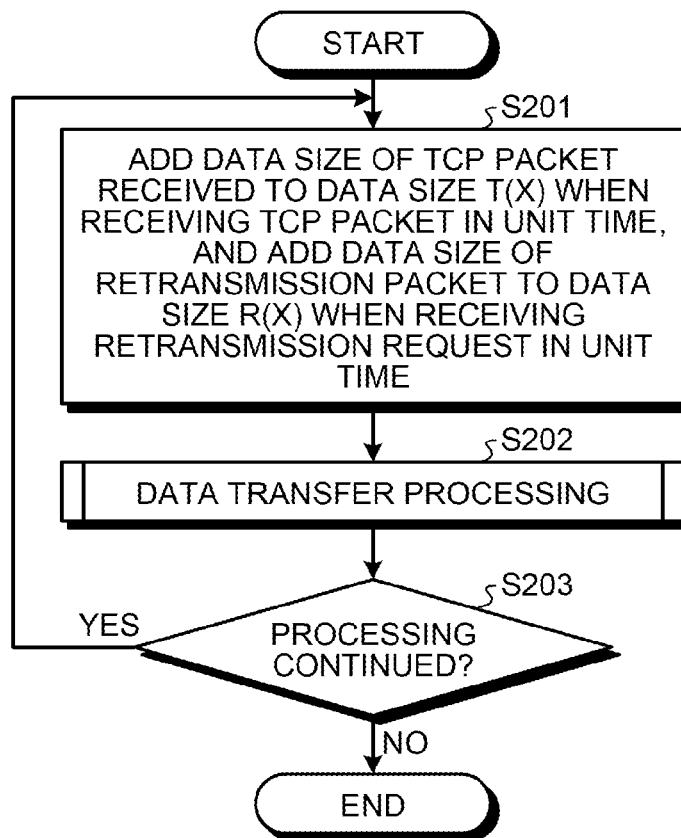 START
S201
ADD DATA SIZE OF TCP PACKET
RECEIVED TO DATA SIZE T(X) WHEN
RECEIVING TCP PACKET IN UNIT TIME,
AND ADD DATA SIZE OF
RETRANSMISSION PACKET TO DATA
SIZE R(X) WHEN RECEIVING
RETRANSMISSION REQUEST IN UNIT
TIME
S202
DATA TRANSFER PROCESSING
S203
YES
PROCESSING
CONTINUED?
NO
END